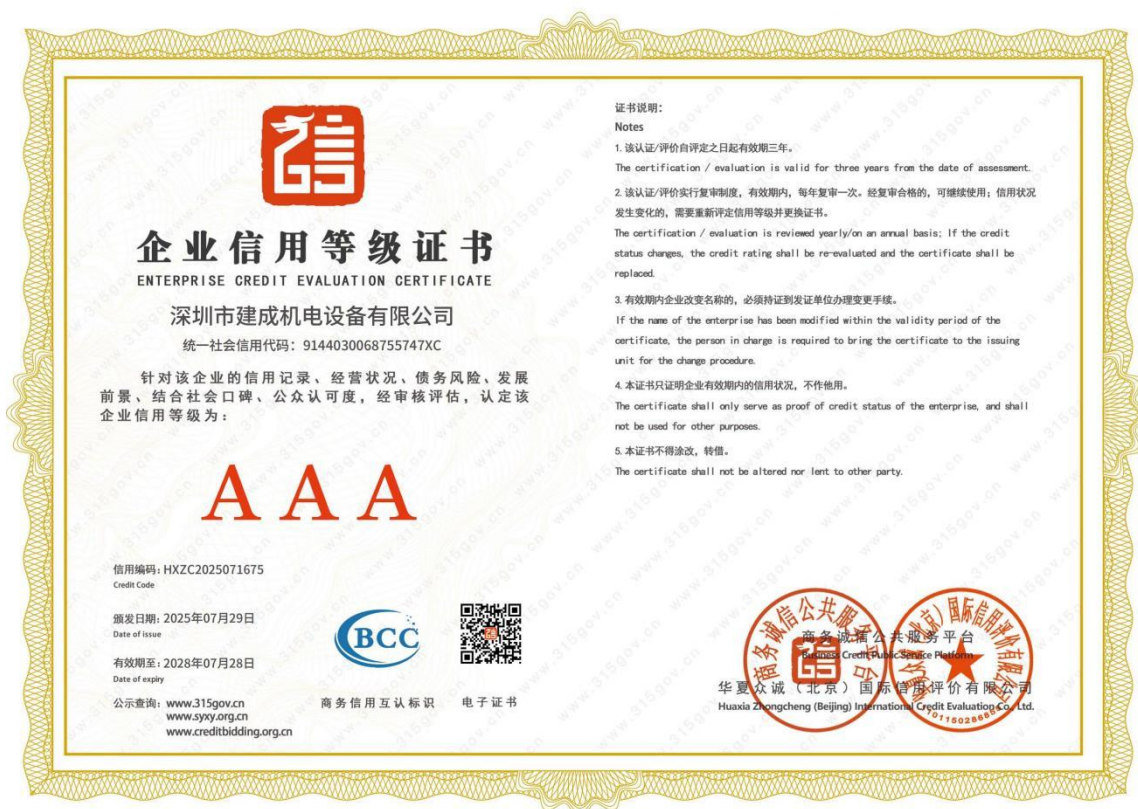 企业信用等级证书
ENTERPRISE CREDIT EVALUATION CERTIFICATE
深圳市建成机电设备有限公司
统一社会信用代码：9144030068755747XC
针对该企业的信用记录、经营状况、债务风险、发展
前景、结合社会口碑、公众认可度，经审核评估，认定该
企业信用等级为：
AAA
信用编码：HXZC2025071675
Credit Code
颁发日期：2025年07月29日
Date of issue
有效期至：2028年07月28日
Date of expiry
公示查询：www.315gov.cn
www.syxy.org.cn
www.creditbidding.org.cn
BCC
商务信用互认标识
电子证书
证书说明：
Notes
1. 该认证/评价自评定之日起有效期三年。
The certification / evaluation is valid for three years from the date of assessment.
2. 该认证/评价实行复审制度，有效期内，每年复审一次。经复审合格的，可继续使用；信用状况
发生变化的，需要重新评定信用等级并更换证书。
The certification / evaluation is reviewed yearly/on an annual basis; If the credit
status changes, the credit rating shall be re-evaluated and the certificate shall be
replaced.
3. 有效期内企业改变名称的，必须持证到发证单位办理变更手续。
If the name of the enterprise has been modified within the validity period of the
certificate, the person in charge is required to bring the certificate to the issuing
unit for the change procedure.
4. 本证书只证明企业有效期内的信用状况，不作他用。
The certificate shall only serve as proof of credit status of the enterprise, and shall
not be used for other purposes.
5. 本证书不得涂改，转借。
The certificate shall not be altered nor lent to other party.
商务诚信公共服务平台
商务诚信公共服务平台
Business Credit Public Service Platform
华夏众诚（北京）国际信用评价有限公司
Huaxia Zhongcheng (Beijing) International Credit Evaluation Co., Ltd.
www.315gov.cn